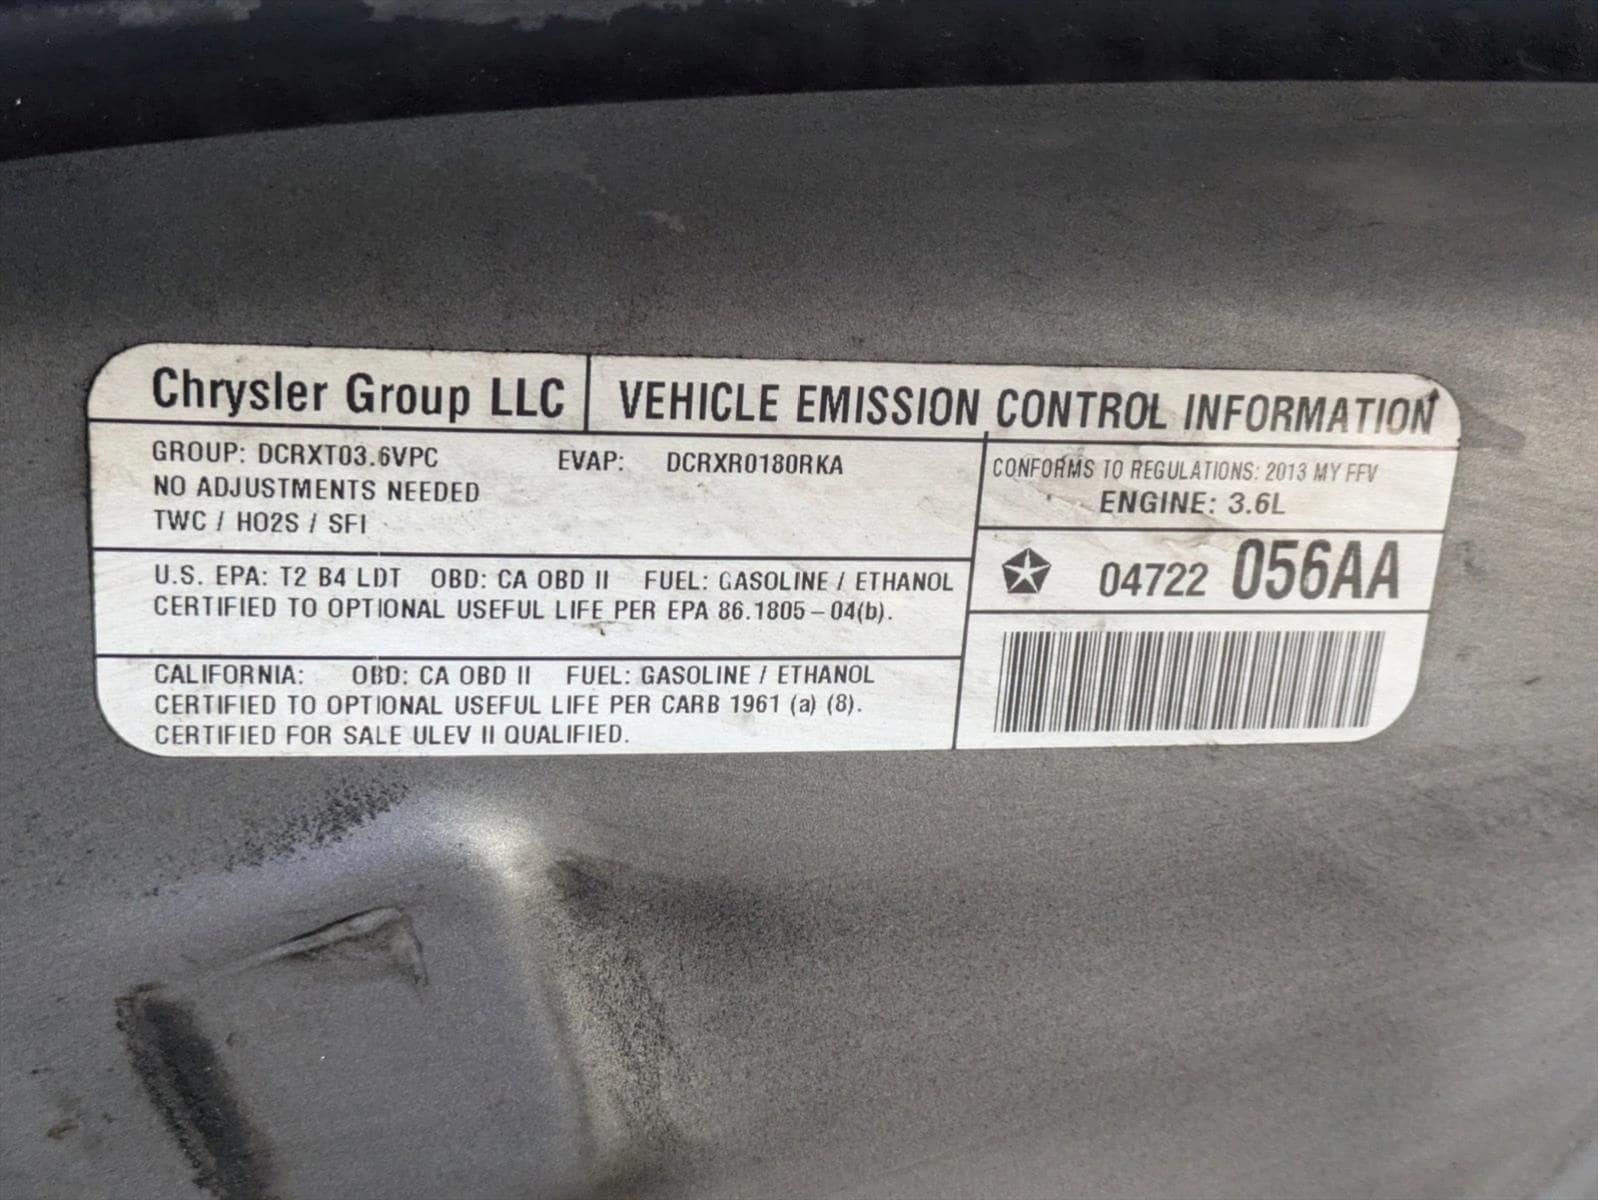 Chrysler Group LLC VEHICLE EMISSION CONTROL INFORMATION
GROUP: DCRXT03.6VPC EVAP: DCRXR0180RKA
NO ADJUSTMENTS NEEDED
TWC / HO2S / SFI
CONFORMS TO REGULATIONS: 2013 MY FFV
ENGINE: 3.6L
U.S. EPA: T2 B4 LDT OBD: CA OBD II FUEL: GASOLINE / ETHANOL
CERTIFIED TO OPTIONAL USEFUL LIFE PER EPA 86.1805 – 04(b).
04722 056AA
CALIFORNIA: OBD: CA OBD II FUEL: GASOLINE / ETHANOL
CERTIFIED TO OPTIONAL USEFUL LIFE PER CARB 1961 (a) (8).
CERTIFIED FOR SALE ULEV II QUALIFIED.